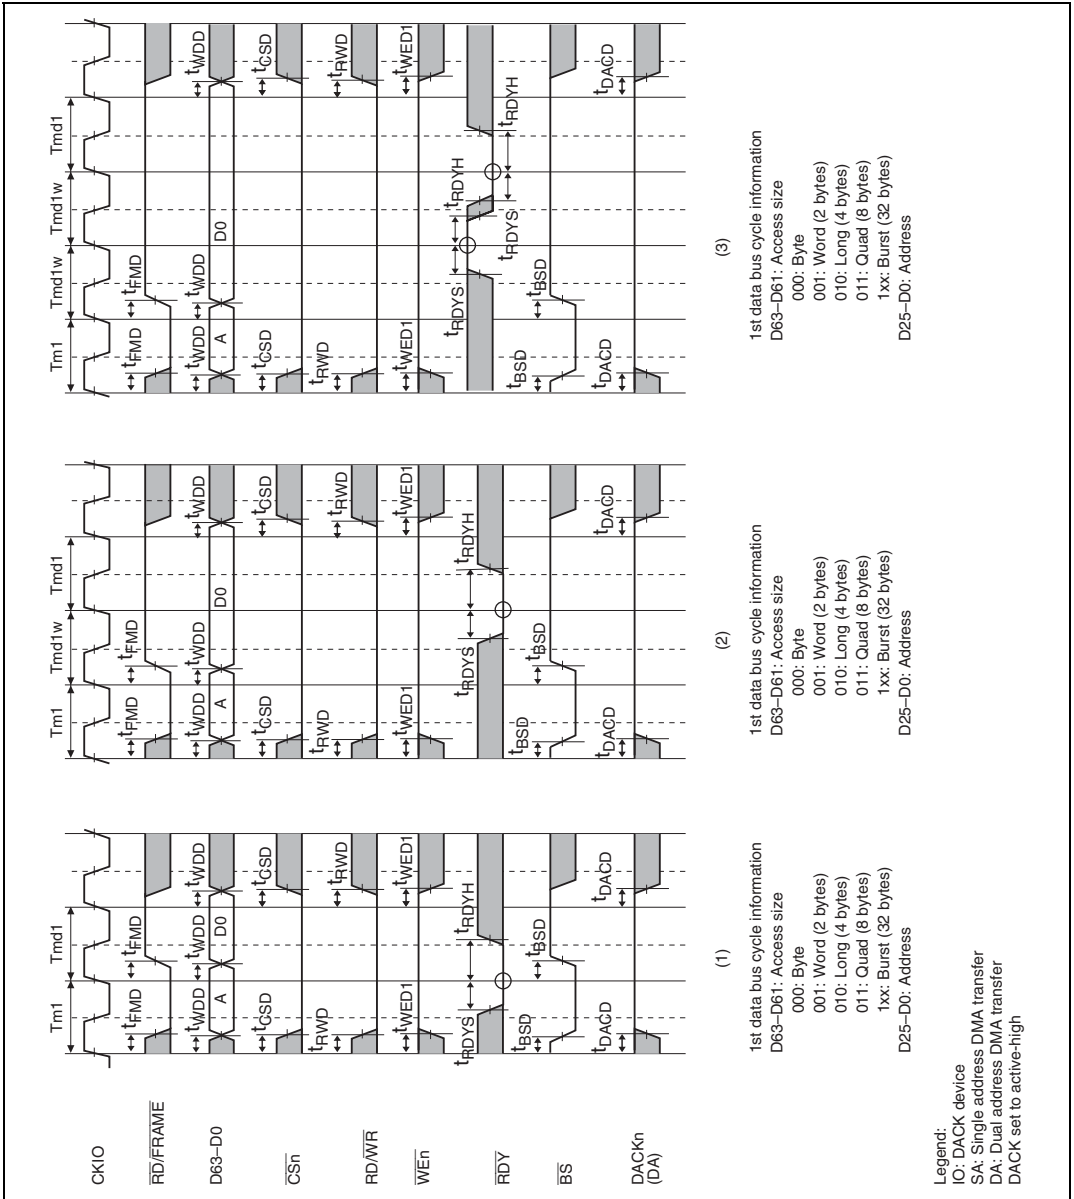 Tm1 Tmd1 Tm1 Tmd1w Tmd1 Tm1 Tmd1w Tmd1w Tmd1
CKIO
tFMD tFMD tFMD tFMD tFMD tFMD
RD/FRAME
tWDD tWDD tWDD tWDD tWDD tWDD tWDD tWDD tWDD
D63–D0 A D0 A D0 A D0
tCSD tCSD tCSD tCSD tCSD tCSD
CSn
tRWD tRWD tRWD tRWD tRWD tRWD
RD/WR
tWED1 tWED1 tWED1 tWED1 tWED1 tWED1
WEn
tRDYS tRDYH tRDYS tRDYH tRDYS tRDYH tRDYS tRDYH
RDY
tBSD tBSD tBSD tBSD tBSD tBSD
BS
tDACD tDACD tDACD tDACD tDACD tDACD
DACKn
(DA)
(1)
1st data bus cycle information
D63–D61: Access size
000: Byte
001: Word (2 bytes)
010: Long (4 bytes)
011: Quad (8 bytes)
1xx: Burst (32 bytes)
D25–D0: Address
(2)
1st data bus cycle information
D63–D61: Access size
000: Byte
001: Word (2 bytes)
010: Long (4 bytes)
011: Quad (8 bytes)
1xx: Burst (32 bytes)
D25–D0: Address
(3)
1st data bus cycle information
D63–D61: Access size
000: Byte
001: Word (2 bytes)
010: Long (4 bytes)
011: Quad (8 bytes)
1xx: Burst (32 bytes)
D25–D0: Address
Legend:
IO: DACK device
SA: Single address DMA transfer
DA: Dual address DMA transfer
DACK set to active-high